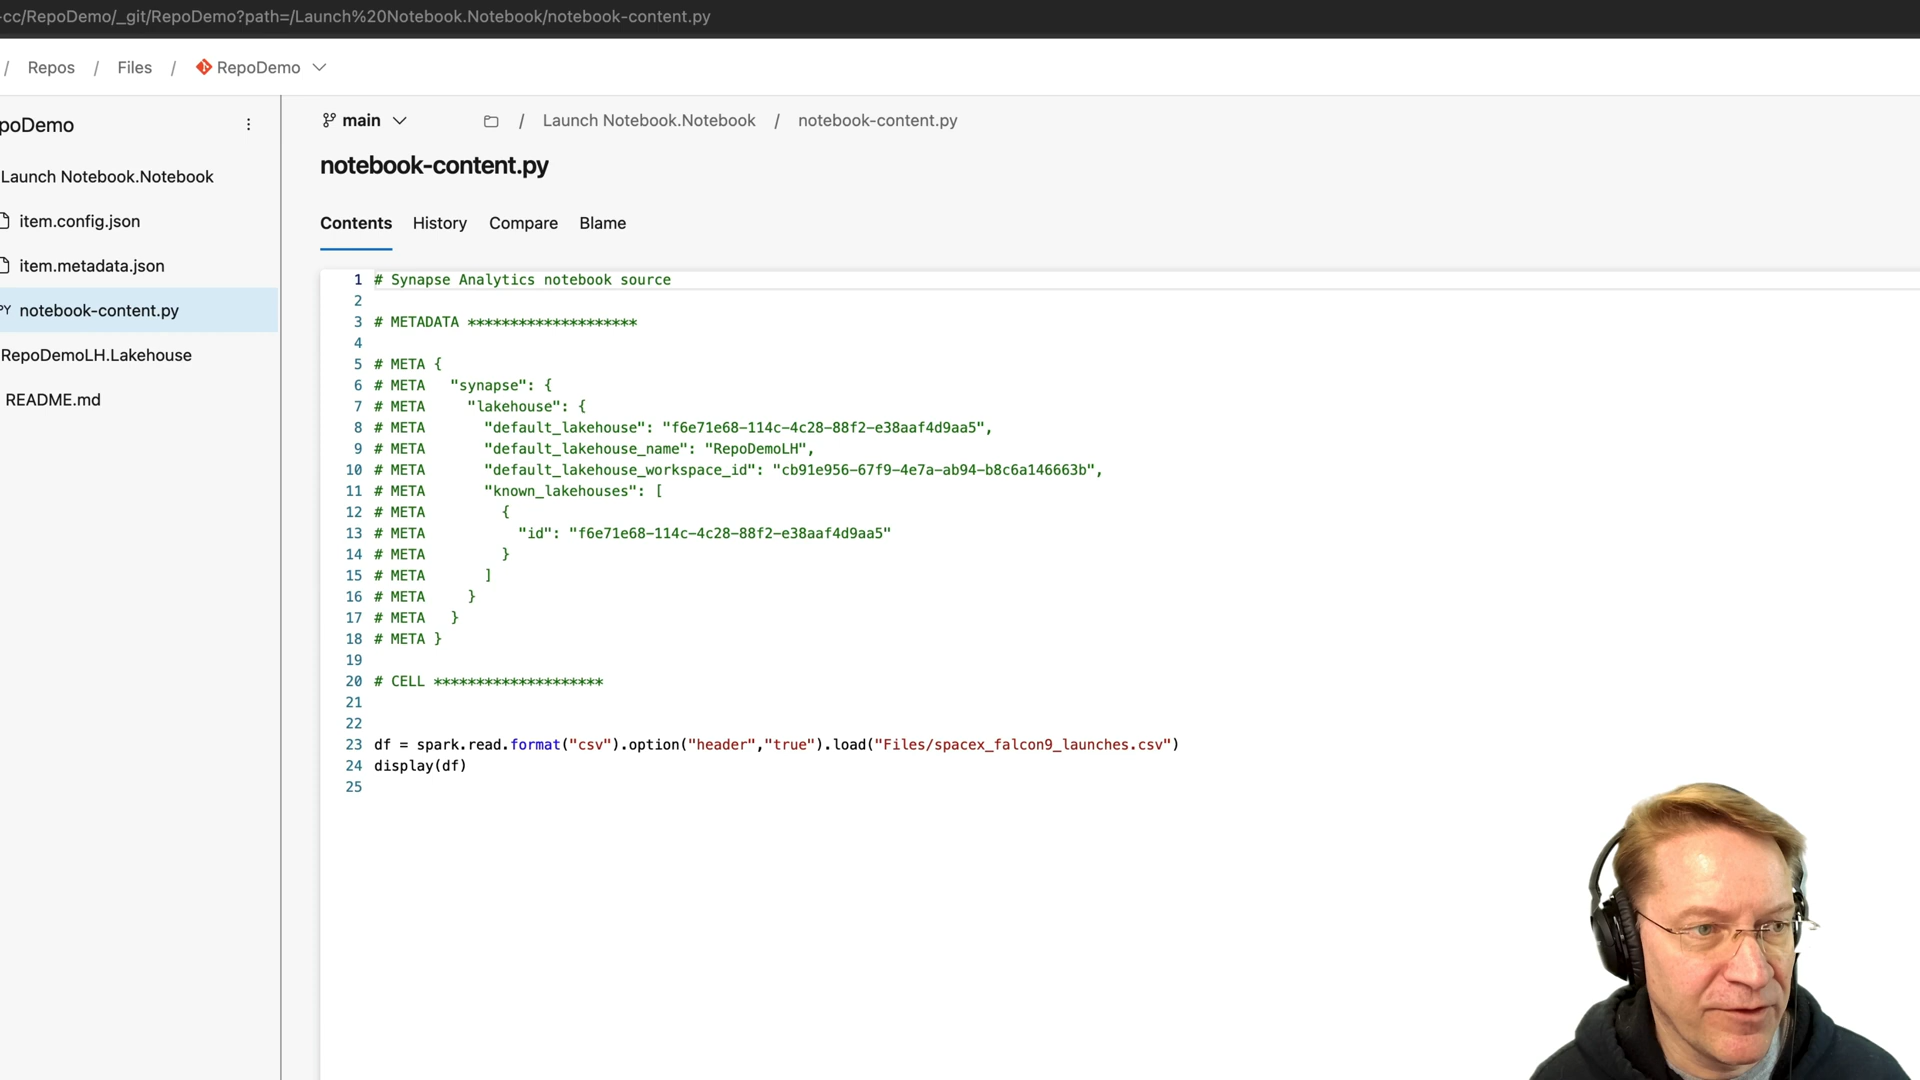 -cc/RepoDemo/_git/RepoDemo?path=/Launch%20Notebook.Notebook/notebook-content.py
/ Repos / Files / RepoDemo
poDemo
Launch Notebook.Notebook
item.config.json
item.metadata.json
PY notebook-content.py
RepoDemoLH.Lakehouse
README.md
main / Launch Notebook.Notebook / notebook-content.py
notebook-content.py
Contents History Compare Blame
1 # Synapse Analytics notebook source
2
3 # METADATA ********************
4
5 # META {
6 # META   "synapse": {
7 # META     "lakehouse": {
8 # META       "default_lakehouse": "f6e71e68-114c-4c28-88f2-e38aaf4d9aa5",
9 # META       "default_lakehouse_name": "RepoDemoLH",
10 # META       "default_lakehouse_workspace_id": "cb91e956-67f9-4e7a-ab94-b8c6a146663b",
11 # META       "known_lakehouses": [
12 # META         {
13 # META           "id": "f6e71e68-114c-4c28-88f2-e38aaf4d9aa5"
14 # META         }
15 # META       ]
16 # META     }
17 # META   }
18 # META }
19
20 # CELL ********************
21
22
23 df = spark.read.format("csv").option("header","true").load("Files/spacex_falcon9_launches.csv")
24 display(df)
25